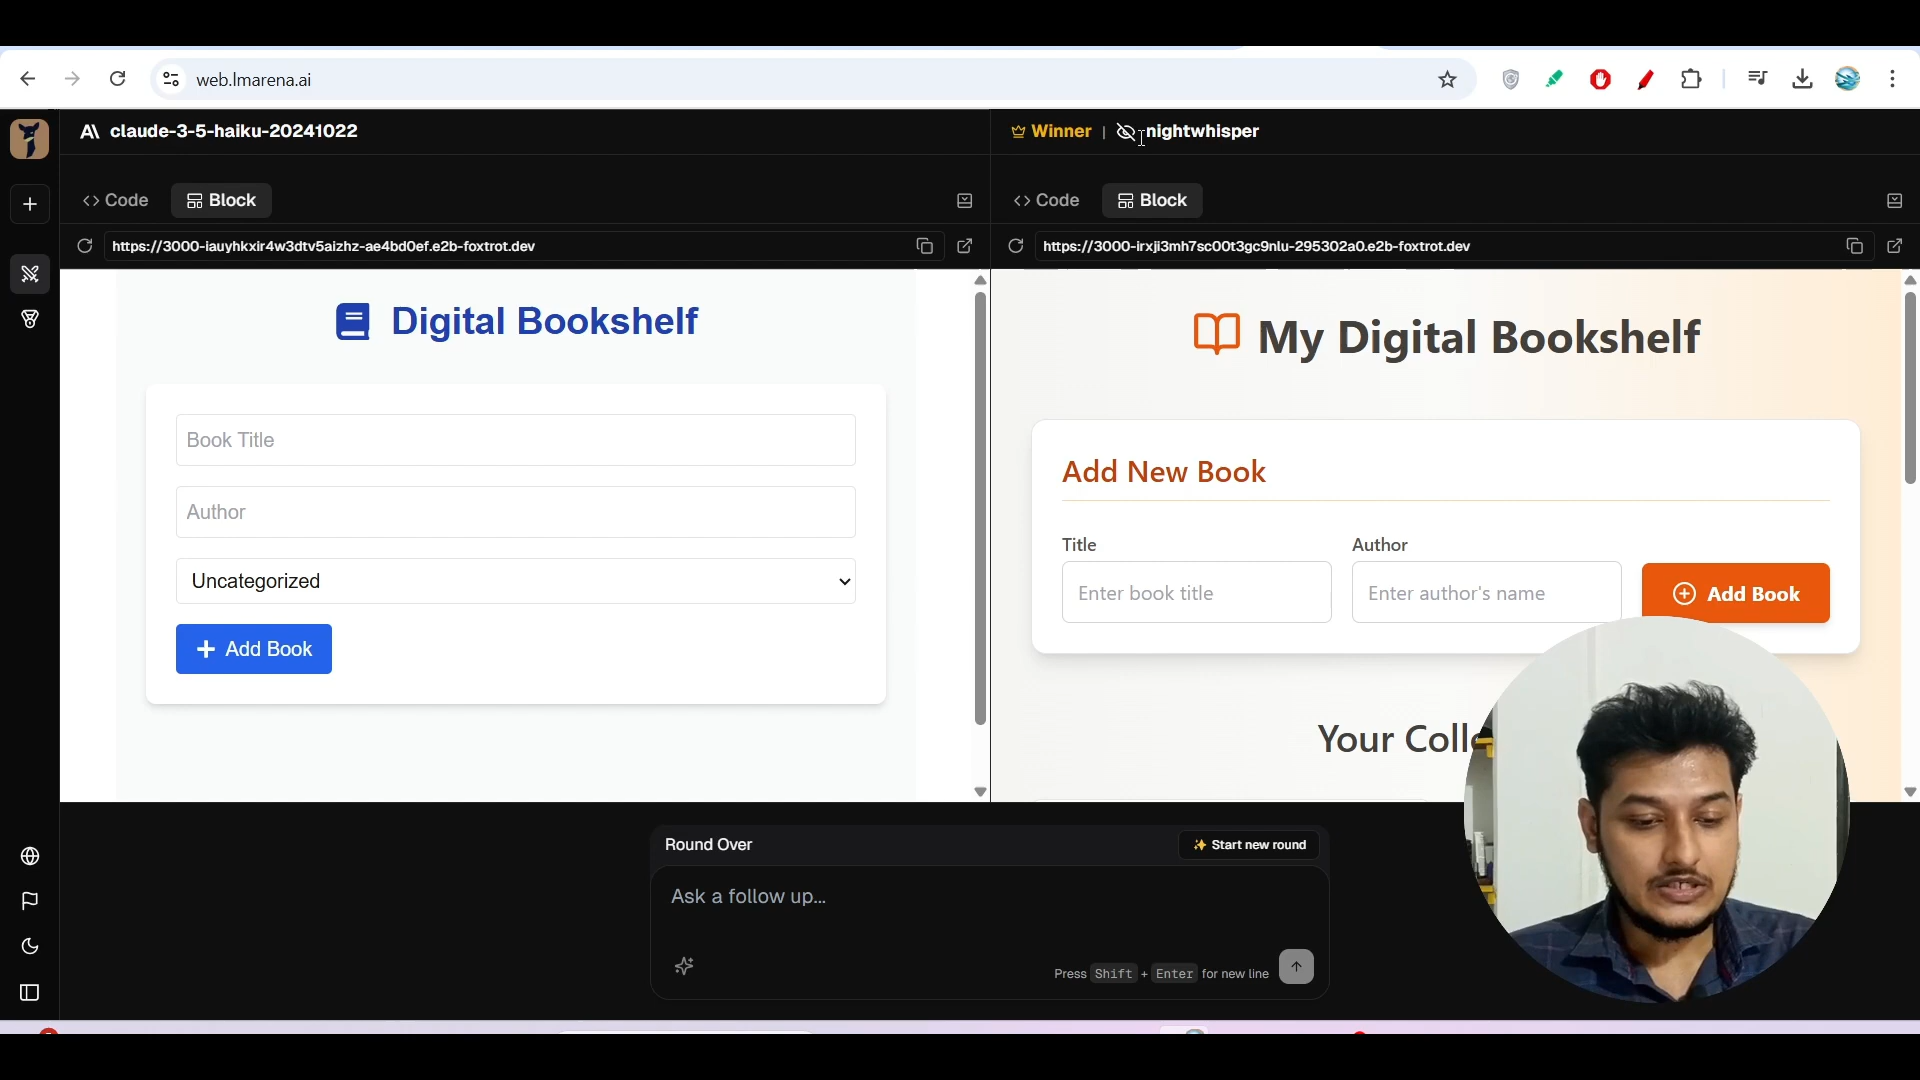 web.lmarena.ai
claude-3-5-haiku-20241022
Code
Block
https://3000-iauyhkxir4w3dtv5aizhz-ae4bd0ef.e2b-foxtrot.dev
Digital Bookshelf
Book Title
Author
Uncategorized
Add Book
Winner | nightwhisper
Code
Block
https://3000-irxji3mh7sc00t3gc9nlu-295302a0.e2b-foxtrot.dev
My Digital Bookshelf
Add New Book
Title Author
Enter book title Enter author's name Add Book
Your
Round Over Start new round
Ask a follow up...
Press Shift + Enter for new line